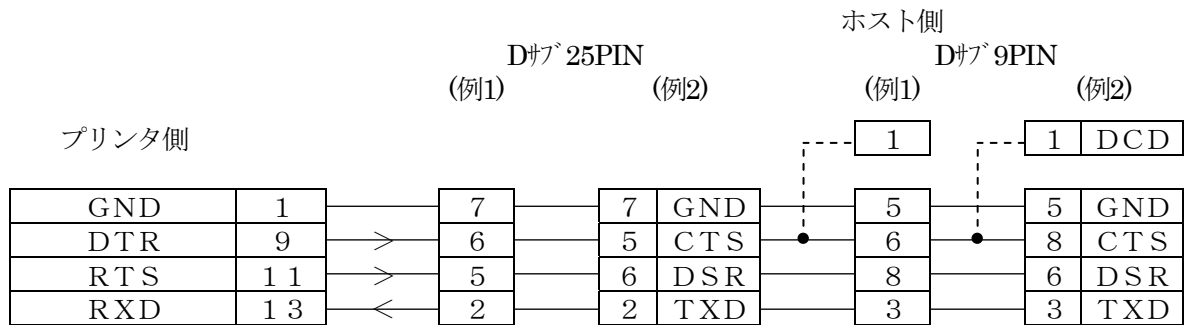 ホスト側
Dｻﾌﾞ25PIN Dｻﾌﾞ9PIN
(例1) (例2) (例1) (例2)
プリンタ側 1 1 DCD
GND 1 7 7 GND 5 5 GND
DTR 9 6 5 CTS 6 8 CTS
RTS 11 5 6 DSR 8 6 DSR
RXD 13 2 2 TXD 3 3 TXD